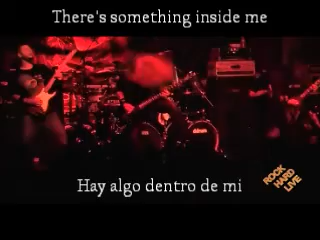 There's something inside me
Hay algo dentro de mi
ROCK
HARD
LIVE